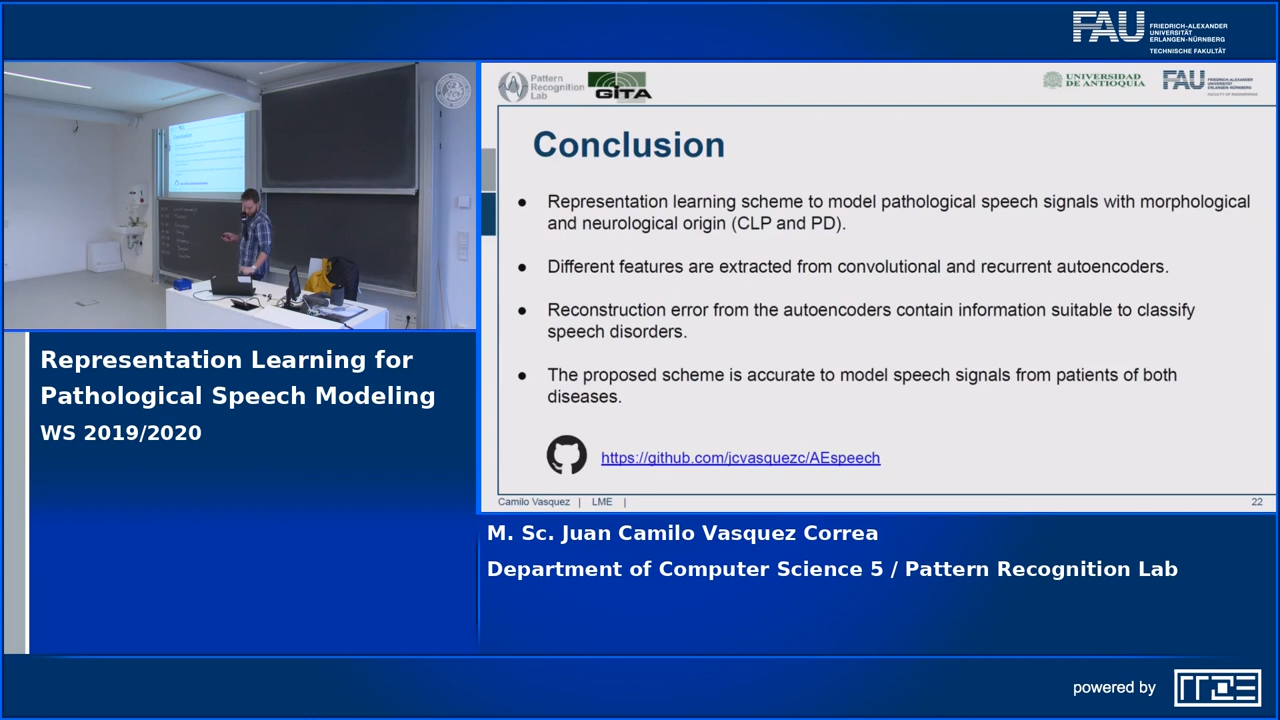 FAU
FRIEDRICH-ALEXANDER
UNIVERSITÄT
ERLANGEN-NÜRNBERG
TECHNISCHE FAKULTÄT
Pattern
Recognition
Lab
GITA
UNIVERSIDAD
DE ANTIOQUIA
FAU
FRIEDRICH-ALEXANDER
UNIVERSITÄT
ERLANGEN-NÜRNBERG
Conclusion
● Representation learning scheme to model pathological speech signals with morphological
and neurological origin (CLP and PD).
● Different features are extracted from convolutional and recurrent autoencoders.
● Reconstruction error from the autoencoders contain information suitable to classify
speech disorders.
● The proposed scheme is accurate to model speech signals from patients of both
diseases.
https://github.com/jcvasquezc/AEspeech
Camilo Vasquez | LME |
22
Representation Learning for
Pathological Speech Modeling
WS 2019/2020
M. Sc. Juan Camilo Vasquez Correa
Department of Computer Science 5 / Pattern Recognition Lab
powered by